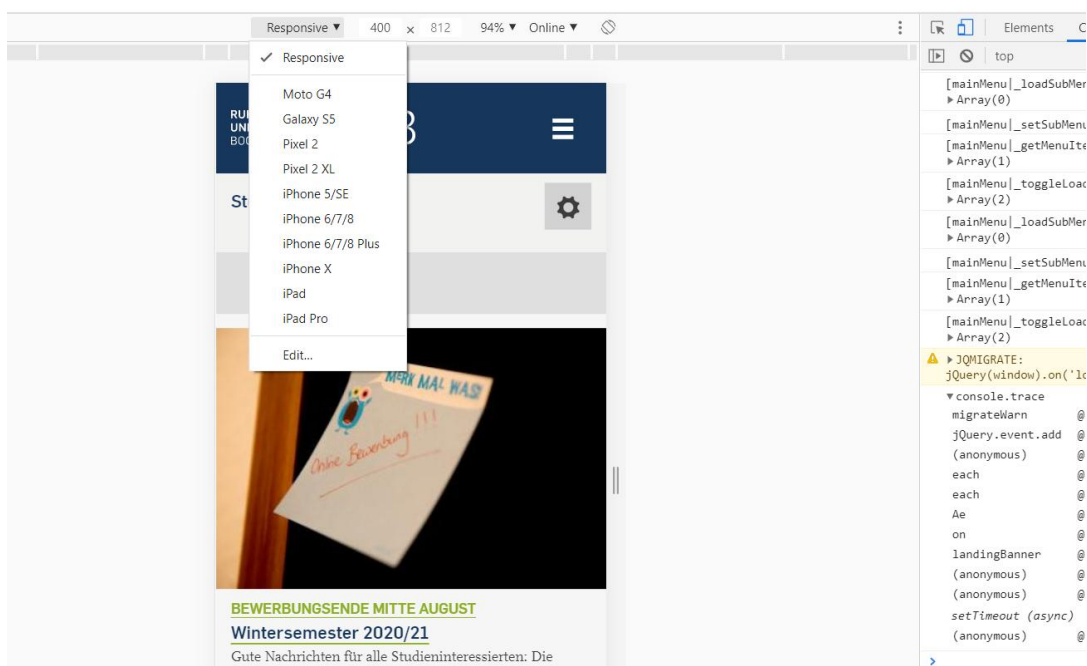 Responsive ▼ 400 x 812 94% ▼ Online ▼
Elements
top
✓ Responsive
Moto G4
Galaxy S5
Pixel 2
Pixel 2 XL
iPhone 5/SE
iPhone 6/7/8
iPhone 6/7/8 Plus
iPhone X
iPad
iPad Pro
Edit...
MERK MAL WAS!
Online Bewerbung !!!
BEWERBUNGSENDE MITTE AUGUST
Wintersemester 2020/21
Gute Nachrichten für alle Studieninteressierten: Die
[mainMenu|_loadSubMen
▶ Array(0)
[mainMenu|_setSubMenu
[mainMenu|_getMenuIte
▶ Array(1)
[mainMenu|_toggleLoad
▶ Array(2)
[mainMenu|_loadSubMen
▶ Array(0)
[mainMenu|_setSubMenu
[mainMenu|_getMenuIte
▶ Array(1)
[mainMenu|_toggleLoad
▶ Array(2)
▶ JQMIGRATE:
jQuery(window).on('lo
▼ console.trace
migrateWarn @
jQuery.event.add @
(anonymous) @
each @
each @
Ae @
on @
landingBanner @
(anonymous) @
(anonymous) @
setTimeout (async)
(anonymous) @